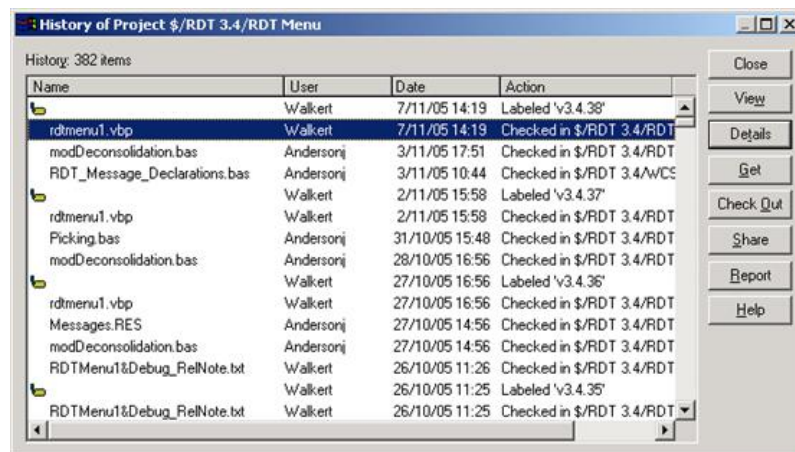 History of Project $/RDT 3.4/RDT Menu
History: 382 items
Name User Date Action
Walkert 7/11/05 14:19 Labeled 'v3.4.38'
rdtmenu1.vbp Walkert 7/11/05 14:19 Checked in $/RDT 3.4/RDT
modDeconsolidation.bas Andersonj 3/11/05 17:51 Checked in $/RDT 3.4/RDT
RDT_Message_Declarations.bas Andersonj 3/11/05 10:44 Checked in $/RDT 3.4/WCS
Walkert 2/11/05 15:58 Labeled 'v3.4.37'
rdtmenu1.vbp Walkert 2/11/05 15:58 Checked in $/RDT 3.4/RDT
Picking.bas Andersonj 31/10/05 15:48 Checked in $/RDT 3.4/RDT
modDeconsolidation.bas Andersonj 28/10/05 16:56 Checked in $/RDT 3.4/RDT
Walkert 27/10/05 16:56 Labeled 'v3.4.36'
rdtmenu1.vbp Walkert 27/10/05 16:56 Checked in $/RDT 3.4/RDT
Messages.RES Andersonj 27/10/05 14:56 Checked in $/RDT 3.4/RDT
modDeconsolidation.bas Andersonj 27/10/05 14:56 Checked in $/RDT 3.4/RDT
RDTMenu1&Debug_RelNote.txt Walkert 26/10/05 11:26 Checked in $/RDT 3.4/RDT
Walkert 26/10/05 11:25 Labeled 'v3.4.35'
RDTMenu1&Debug_RelNote.txt Walkert 26/10/05 11:25 Checked in $/RDT 3.4/RDT
Close
View
Details
Get
Check Out
Share
Report
Help